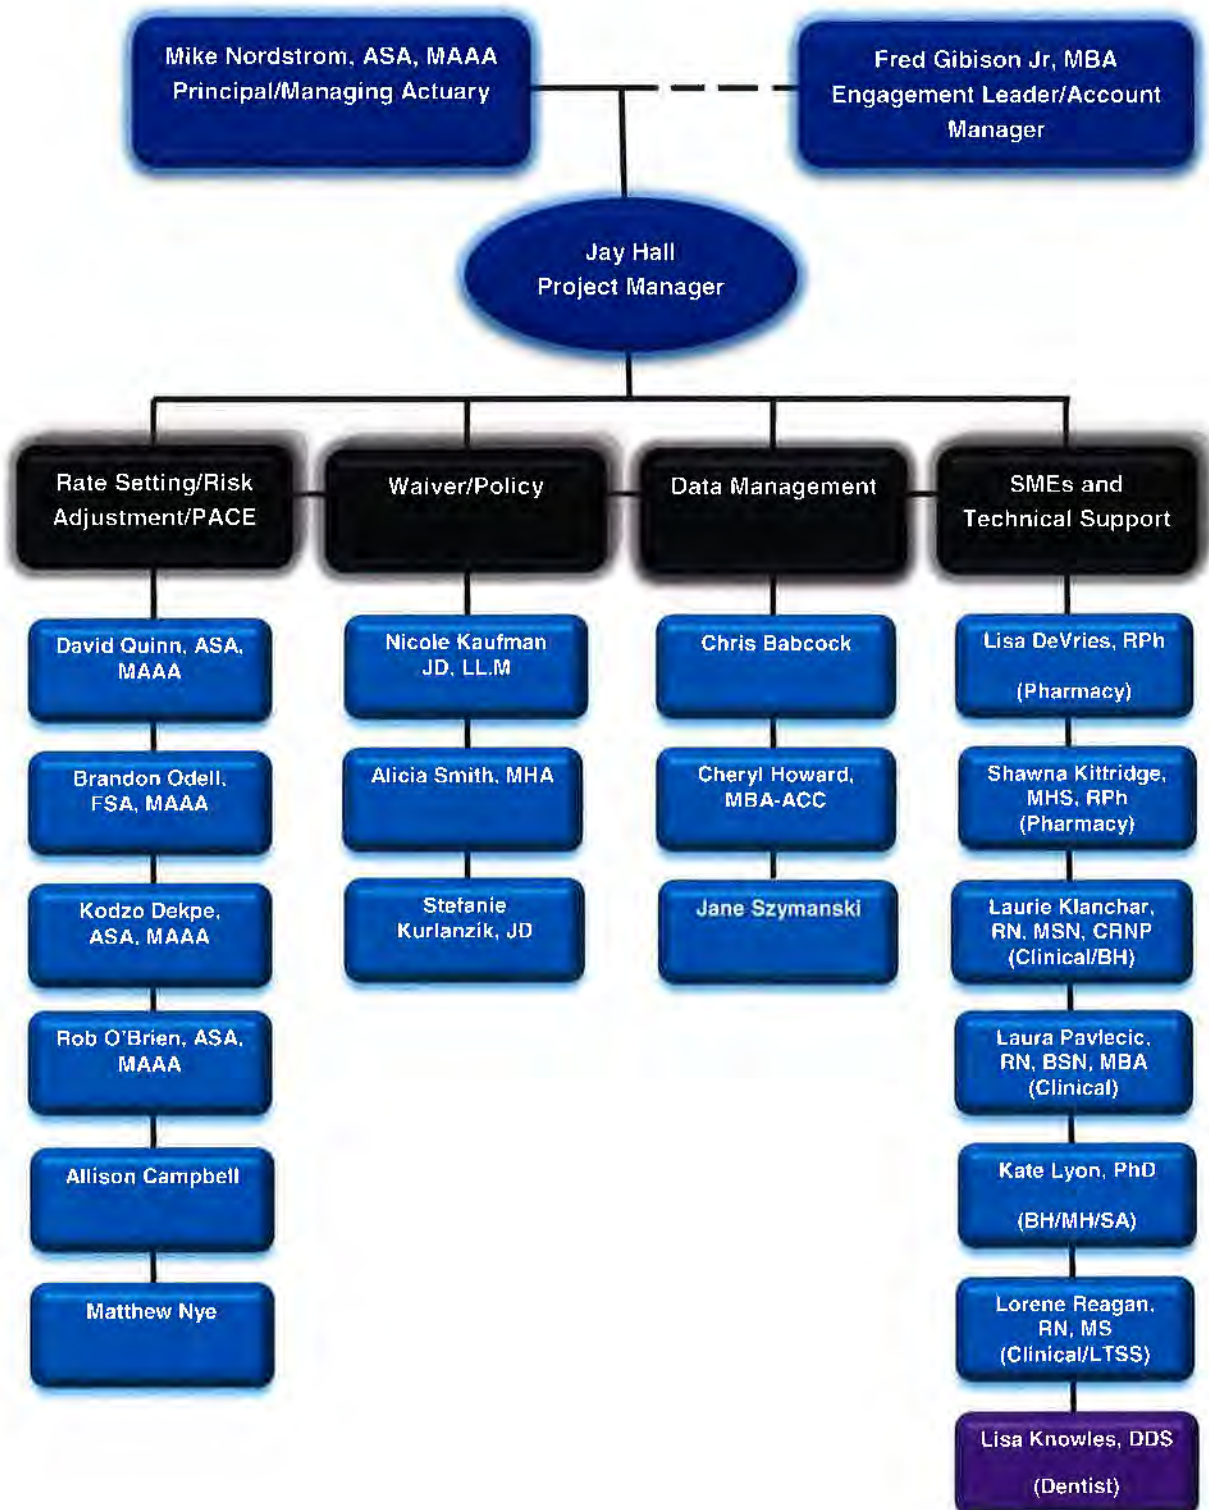 Mike Nordstrom, ASA, MAAA
Principal/Managing Actuary
Fred Gibison Jr, MBA
Engagement Leader/Account
Manager
Jay Hall
Project Manager
Rate Setting/Risk
Adjustment/PACE
Waiver/Policy
Data Management
SMEs and
Technical Support
David Quinn, ASA,
MAAA
Brandon Odell,
FSA, MAAA
Kodzo Dekpe,
ASA, MAAA
Rob O'Brien, ASA,
MAAA
Allison Campbell
Matthew Nye
Nicole Kaufman
JD, LL.M
Alicia Smith, MHA
Stefanie
Kurlanzik, JD
Chris Babcock
Cheryl Howard,
MBA-ACC
Jane Szymanski
Lisa DeVries, RPh
(Pharmacy)
Shawna Kittridge,
MHS, RPh
(Pharmacy)
Laurie Klanchar,
RN, MSN, CRNP
(Clinical/BH)
Laura Pavlecic,
RN, BSN, MBA
(Clinical)
Kate Lyon, PhD
(BH/MH/SA)
Lorene Reagan,
RN, MS
(Clinical/LTSS)
Lisa Knowles, DDS
(Dentist)